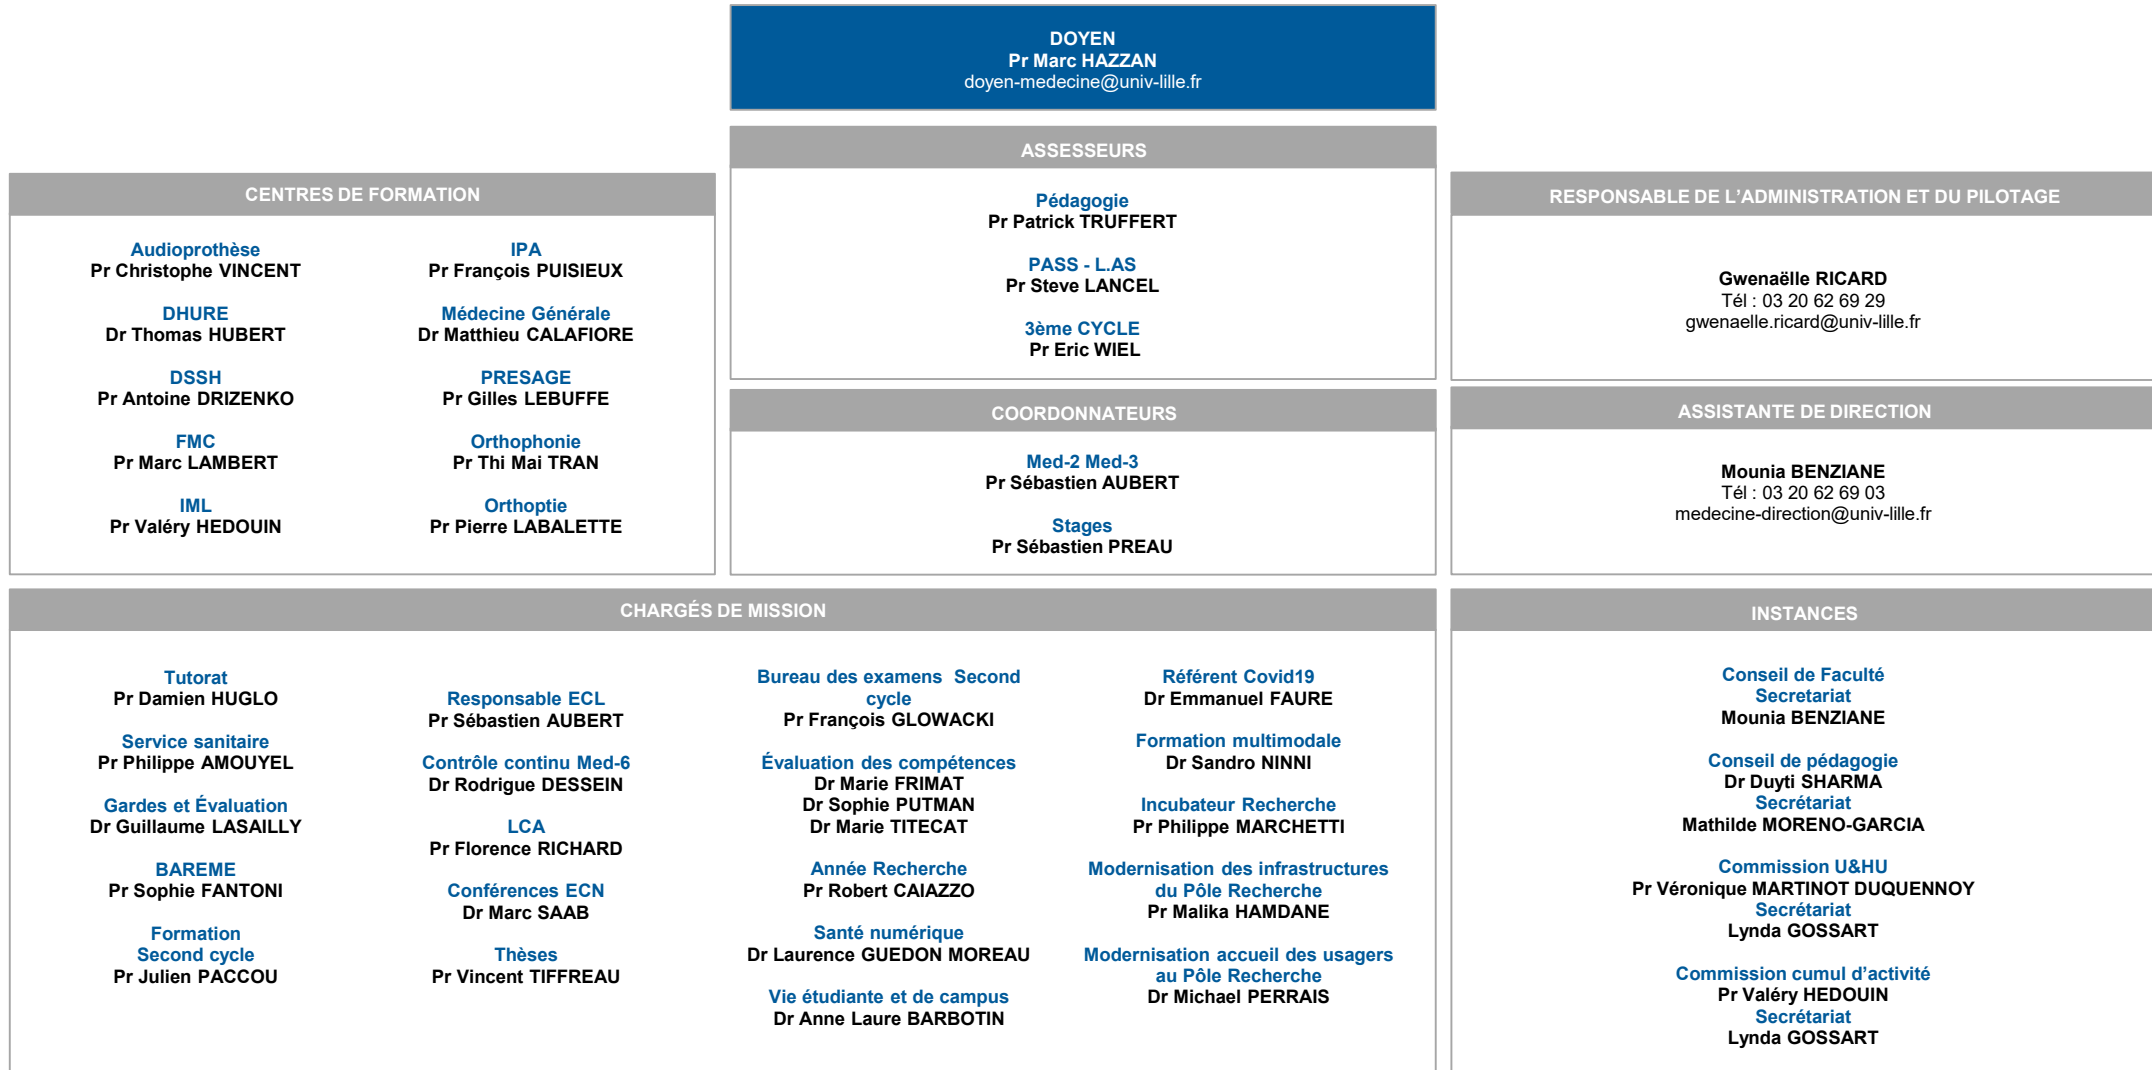 DOYEN
Pr Marc HAZZAN
doyen-medecine@univ-lille.fr
ASSESSEURS
Pédagogie
Pr Patrick TRUFFERT
PASS - L.AS
Pr Steve LANCEL
3ème CYCLE
Pr Eric WIEL
CENTRES DE FORMATION
Audioprothèse
Pr Christophe VINCENT
DHURE
Dr Thomas HUBERT
DSSH
Pr Antoine DRIZENKO
FMC
Pr Marc LAMBERT
IML
Pr Valéry HEDOUIN
IPA
Pr François PUISIEUX
Médecine Générale
Dr Matthieu CALAFIORE
PRESAGE
Pr Gilles LEBUFFE
Orthophonie
Pr Thi Mai TRAN
Orthoptie
Pr Pierre LABALETTE
COORDONNATEURS
Med-2 Med-3
Pr Sébastien AUBERT
Stages
Pr Sébastien PREAU
RESPONSABLE DE L'ADMINISTRATION ET DU PILOTAGE
Gwenaëlle RICARD
Tél : 03 20 62 69 29
gwenaelle.ricard@univ-lille.fr
ASSISTANTE DE DIRECTION
Mounia BENZIANE
Tél : 03 20 62 69 03
medecine-direction@univ-lille.fr
CHARGÉS DE MISSION
Tutorat
Pr Damien HUGLO
Service sanitaire
Pr Philippe AMOUYEL
Gardes et Évaluation
Dr Guillaume LASAILLY
BAREME
Pr Sophie FANTONI
Formation
Second cycle
Pr Julien PACCOU
Responsable ECL
Pr Sébastien AUBERT
Contrôle continu Med-6
Dr Rodrigue DESSEIN
LCA
Pr Florence RICHARD
Conférences ECN
Dr Marc SAAB
Thèses
Pr Vincent TIFFREAU
Bureau des examens Second
cycle
Pr François GLOWACKI
Évaluation des compétences
Dr Marie FRIMAT
Dr Sophie PUTMAN
Dr Marie TITECAT
Année Recherche
Pr Robert CAIAZZO
Santé numérique
Dr Laurence GUEDON MOREAU
Vie étudiante et de campus
Dr Anne Laure BARBOTIN
Référent Covid19
Dr Emmanuel FAURE
Formation multimodale
Dr Sandro NINNI
Incubateur Recherche
Pr Philippe MARCHETTI
Modernisation des infrastructures
du Pôle Recherche
Pr Malika HAMDANE
Modernisation accueil des usagers
au Pôle Recherche
Dr Michael PERRAIS
INSTANCES
Conseil de Faculté
Secretariat
Mounia BENZIANE
Conseil de pédagogie
Dr Duyti SHARMA
Secrétariat
Mathilde MORENO-GARCIA
Commission U&HU
Pr Véronique MARTINOT DUQUENNOY
Secrétariat
Lynda GOSSART
Commission cumul d'activité
Pr Valéry HEDOUIN
Secrétariat
Lynda GOSSART